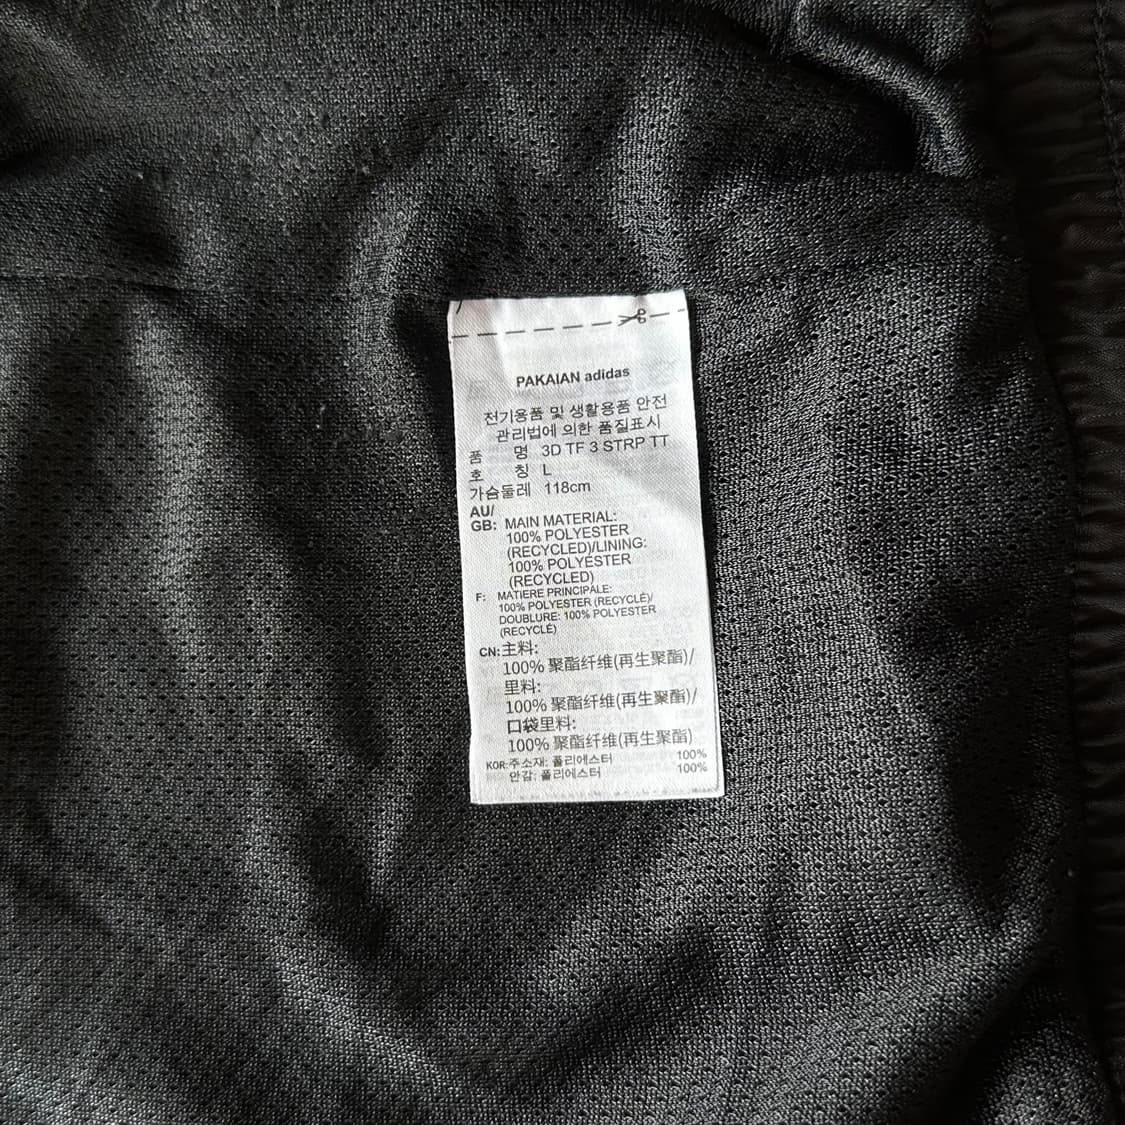 PAKAIAN adidas
전기용품 및 생활용품 안전
관리법에 의한 품질표시
품 명 3D TF 3 STRP TT
호 칭 L
가슴둘레 118cm
AU/
GB: MAIN MATERIAL:
100% POLYESTER
(RECYCLED)/LINING:
100% POLYESTER
(RECYCLED)
F: MATIERE PRINCIPALE:
100% POLYESTER (RECYCLÉ)/
DOUBLURE: 100% POLYESTER
(RECYCLÉ)
CN:主料:
100% 聚酯纤维(再生聚酯)/
里料:
100% 聚酯纤维(再生聚酯)/
口袋里料:
100% 聚酯纤维(再生聚酯)
KOR:주소재: 폴리에스터 100%
안감: 폴리에스터 100%